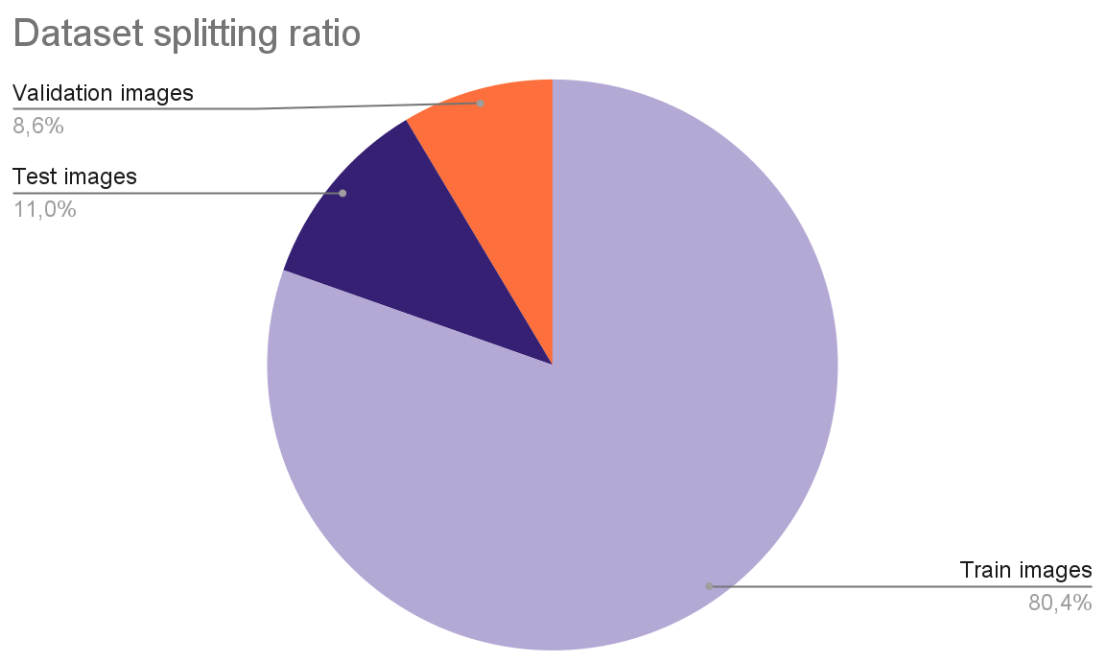 Dataset splitting ratio
Validation images
8,6%
Test images
11,0%
Train images
80,4%